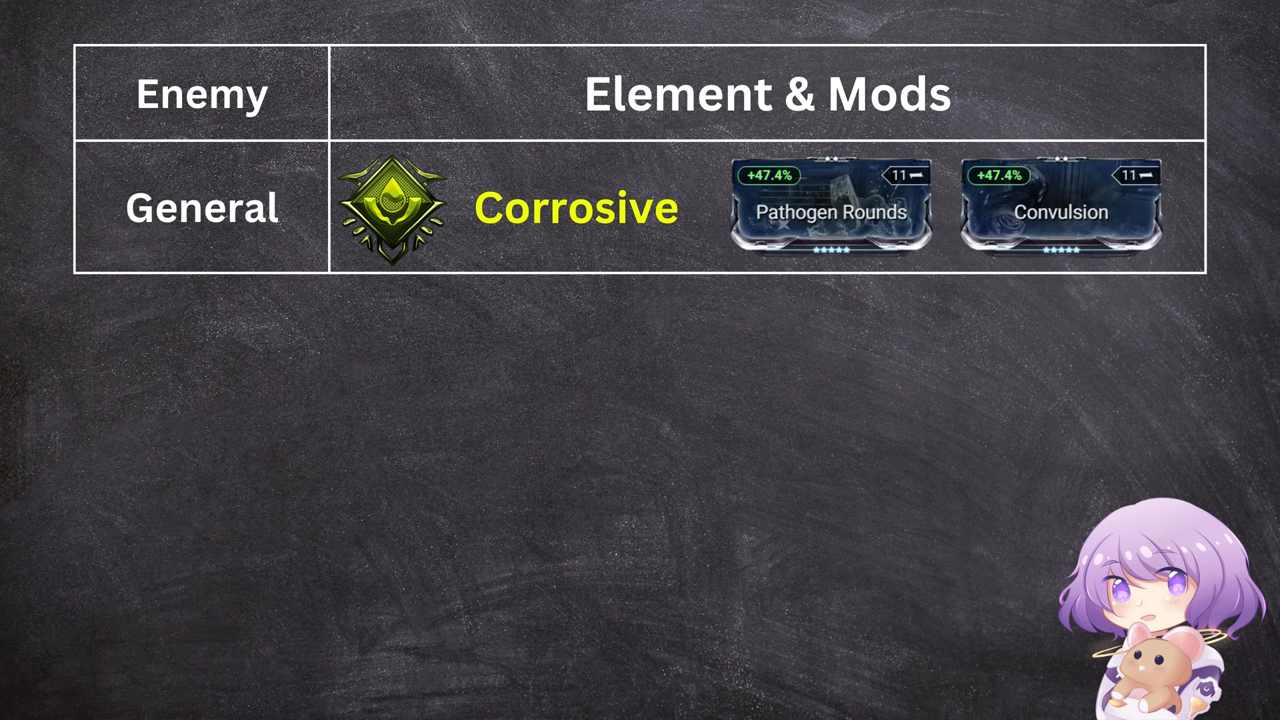 Enemy
Element & Mods
General
Corrosive
+47.4%
11
Pathogen Rounds
+47.4%
11
Convulsion